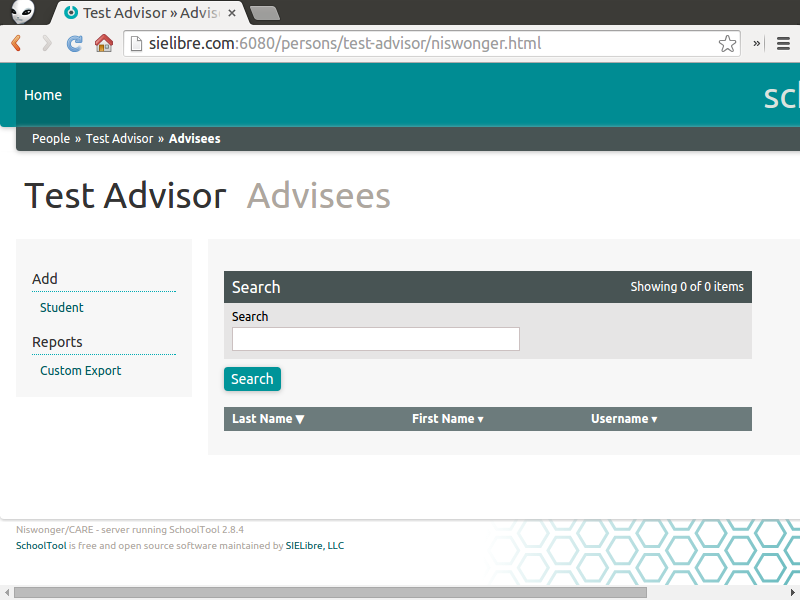 Test Advisor » Advis
sielibre.com:6080/persons/test-advisor/niswonger.html
»
Home
sc
People » Test Advisor » Advisees
Test Advisor Advisees
Add
Student
Reports
Custom Export
Search Showing 0 of 0 items
Search
Search
Last Name ▼ First Name ▾ Username ▾
Niswonger/CARE - server running SchoolTool 2.8.4
SchoolTool is free and open source software maintained by SIELibre, LLC